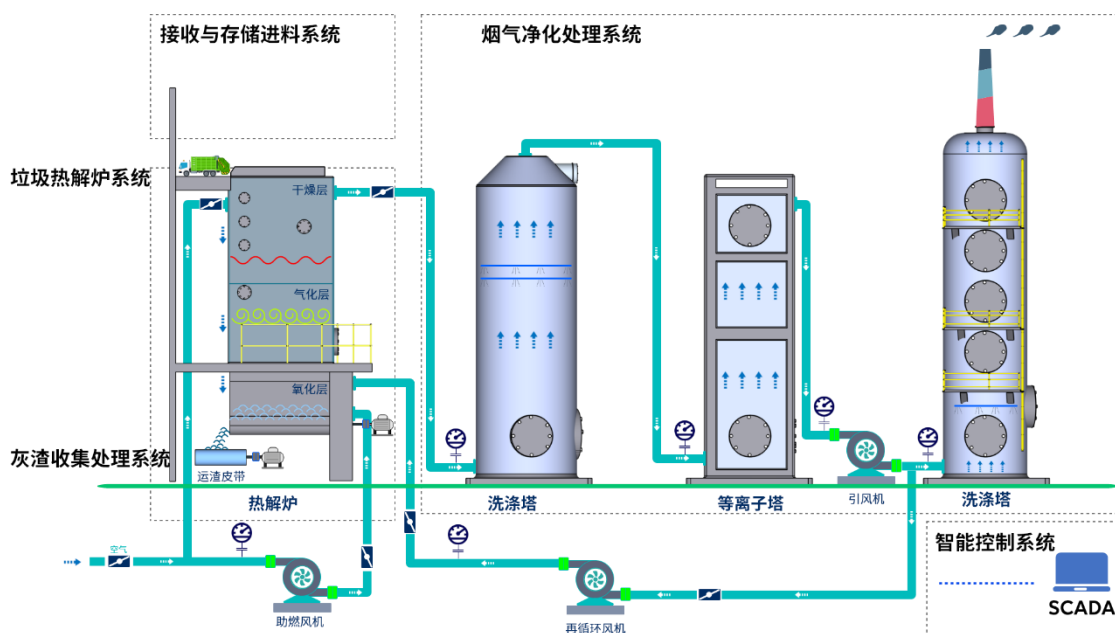 接收与存储进料系统
烟气净化处理系统
垃圾热解炉系统
干燥层
气化层
氧化层
灰渣收集处理系统
运渣皮带
热解炉
洗涤塔
等离子塔
引风机
洗涤塔
空气
助燃风机
再循环风机
智能控制系统
SCADA